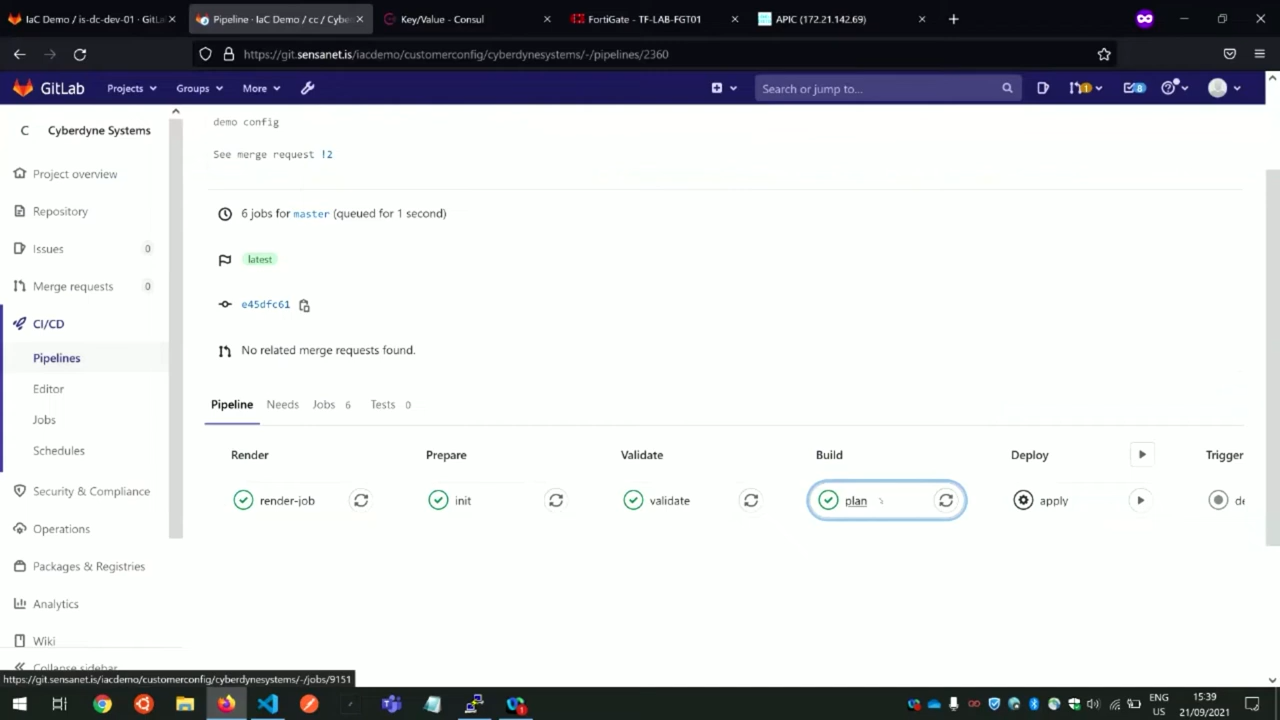 IaC Demo / is-dc-dev-01 · GitLa
Pipeline · IaC Demo / cc / Cyber
Key/Value - Consul
FortiGate - TF-LAB-FGT01
APIC (172.21.142.69)
https://git.sensanet.is/iacdemo/customerconfig/cyberdynesystems/-/pipelines/2360
GitLab
Projects
Groups
More
Search or jump to...
1
8
C
Cyberdyne Systems
Project overview
Repository
Issues 0
Merge requests 0
CI/CD
Pipelines
Editor
Jobs
Schedules
Security & Compliance
Operations
Packages & Registries
Analytics
Wiki
Collapse sidebar
demo config
See merge request !2
6 jobs for master (queued for 1 second)
latest
e45dfc61
No related merge requests found.
Pipeline Needs Jobs 6 Tests 0
Render Prepare Validate Build Deploy Trigger
render-job init validate plan apply de
https://git.sensanet.is/iacdemo/customerconfig/cyberdynesystems/-/jobs/9151
ENG
US
15:39
21/09/2021